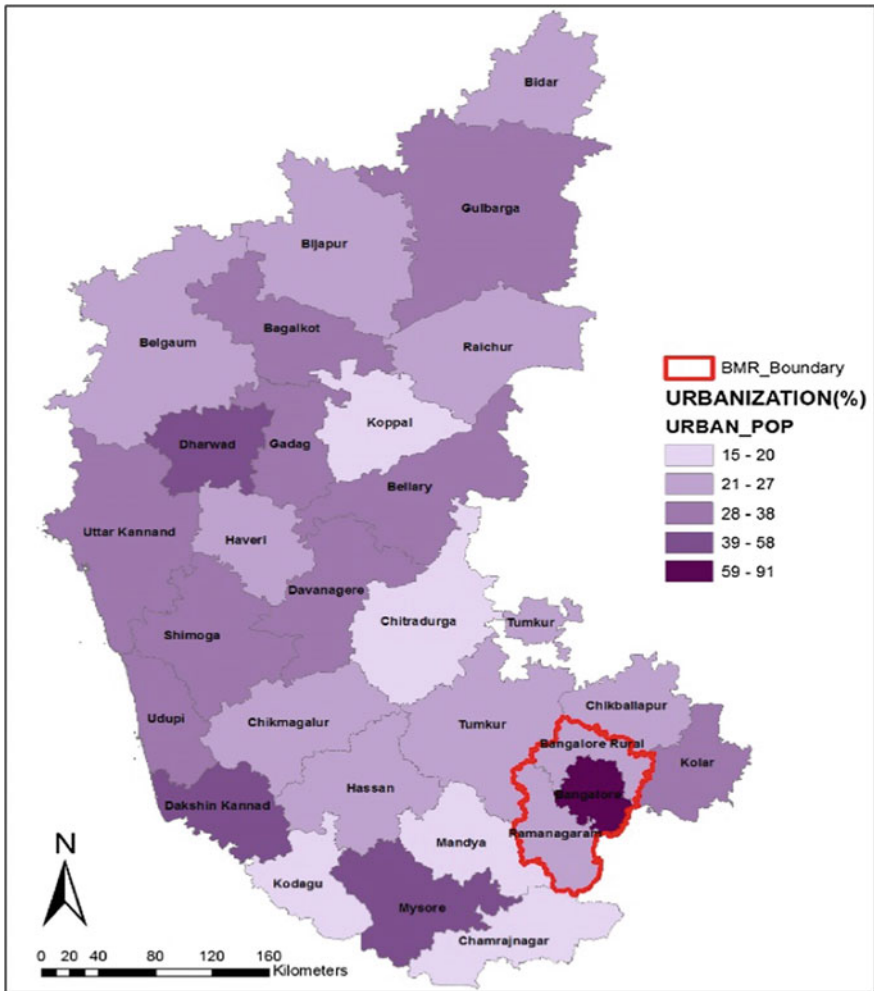 Bidar
Gulbarga
Bijapur
Bagalkot
Belgaum
Raichur
BMR_Boundary
URBANIZATION(%)
URBAN_POP
15 - 20
21 - 27
28 - 38
39 - 58
59 - 91
Koppal
Dharwad
Gadag
Bellary
Uttar Kannand
Haveri
Davanagere
Chitradurga
Tumkur
Shimoga
Chikballapur
Udupi
Chikmagalur
Tumkur
Bangalore Rural
Kolar
Hassan
Bangalore
Dakshin Kannad
Ramanagaram
Mandya
Kodagu
Mysore
Chamrajnagar
N
0 20 40 80 120 160
Kilometers